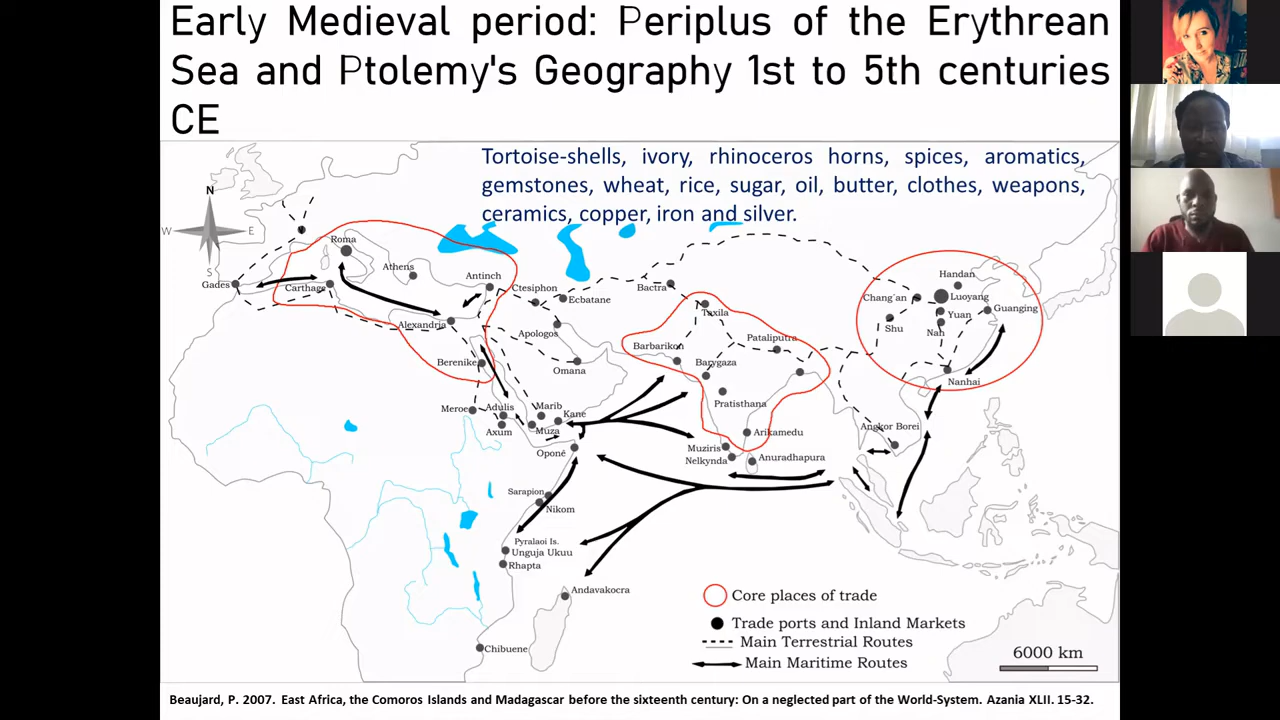 Early Medieval period: Periplus of the Erythrean
Sea and Ptolemy's Geography 1st to 5th centuries
CE
Tortoise-shells, ivory, rhinoceros horns, spices, aromatics,
gemstones, wheat, rice, sugar, oil, butter, clothes, weapons,
ceramics, copper, iron and silver.
N
W
E
S
Roma
Athens
Gades
Carthage
Antinch
Ctesiphon
Ecbatane
Alexandria
Apologos
Berenike
Omana
Meroe
Adulis
Axum
Marib
Kane
Muza
Oponé
Sarapion
Nikom
Pyralaoi Is.
Unguja Ukuu
Rhapta
Andavakocra
Chibuene
Bactra
Taxila
Barbarikon
Pataliputra
Barygaza
Pratisthana
Arikamedu
Muziris
Nelkynda
Anuradhapura
Handan
Chang'an
Luoyang
Yuan
Guanging
Shu
Nan
Nanhai
Angkor Borei
Core places of trade
Trade ports and Inland Markets
Main Terrestrial Routes
Main Maritime Routes
6000 km
Beaujard, P. 2007. East Africa, the Comoros Islands and Madagascar before the sixteenth century: On a neglected part of the World-System. Azania XLII. 15-32.